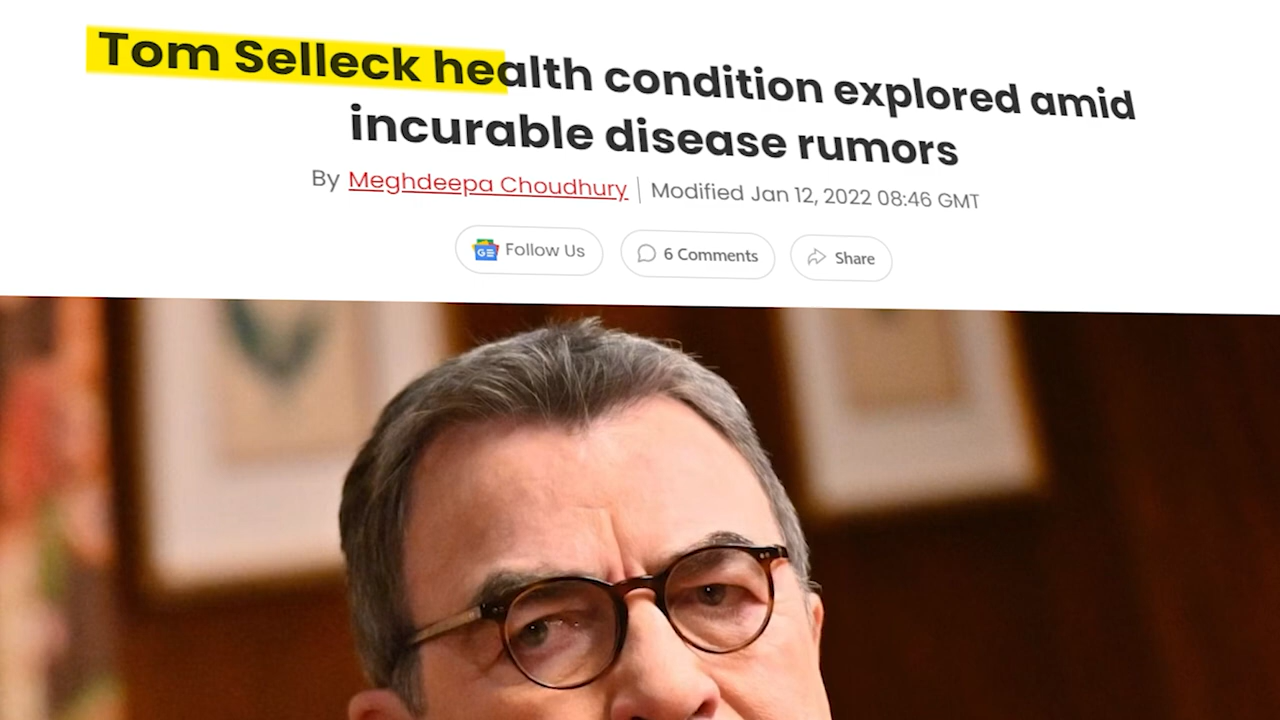 Tom Selleck health condition explored amid
incurable disease rumors
By Meghdeepa Choudhury | Modified Jan 12, 2022 08:46 GMT
GE Follow Us 6 Comments Share